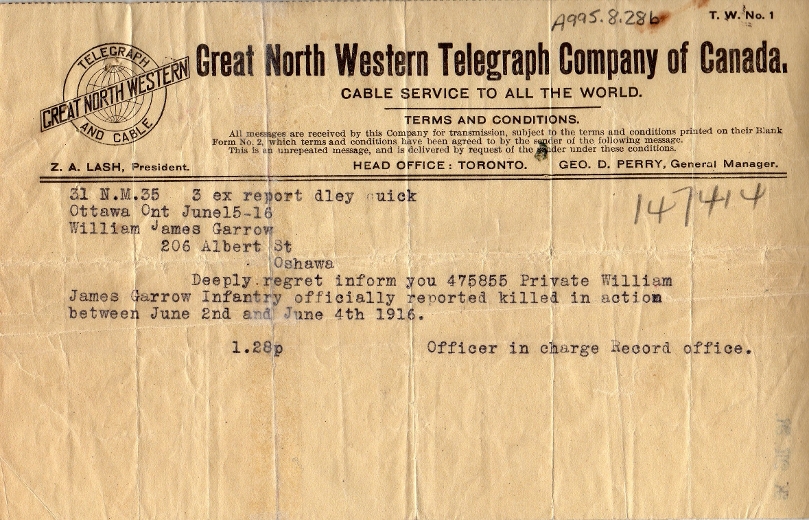 A995.8.286
T. W. No. 1
TELEGRAPH
GREAT NORTH WESTERN
AND CABLE
Great North Western Telegraph Company of Canada.
CABLE SERVICE TO ALL THE WORLD.
TERMS AND CONDITIONS.
All messages are received by this Company for transmission, subject to the terms and conditions printed on their Blank
Form No. 2, which terms and conditions have been agreed to by the sender of the following message.
This is an unrepeated message, and is delivered by request of the sender under these conditions.
Z. A. LASH, President. HEAD OFFICE: TORONTO. GEO. D. PERRY, General Manager.
147414
31 N.M.35 3 ex report dley quick
Ottawa Ont June15-16
William James Garrow
206 Albert St
Oshawa
Deeply regret inform you 475855 Private William
James Garrow Infantry officially reported killed in action
between June 2nd and June 4th 1916.
1.28p Officer in charge Record office.